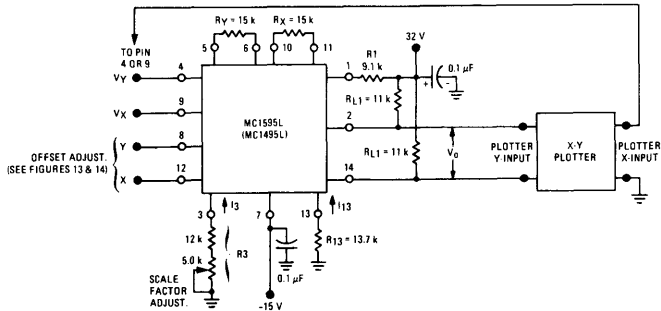 RY = 15 k
RX = 15 k
TO PIN
4 OR 9
5
6
10
11
32 V
VY
4
1
R1
9.1 k
0.1 µF
+
-
VX
9
MC1595L
(MC1495L)
RL1 = 11 k
2
OFFSET ADJUST.
(SEE FIGURES 13 & 14)
Y
8
X
12
RL1 = 11 k
14
VO
PLOTTER
Y-INPUT
X-Y
PLOTTER
PLOTTER
X-INPUT
3
I3
7
13
I13
12 k
5.0 k
R3
SCALE
FACTOR
ADJUST.
0.1 µF
R13 = 13.7 k
-15 V